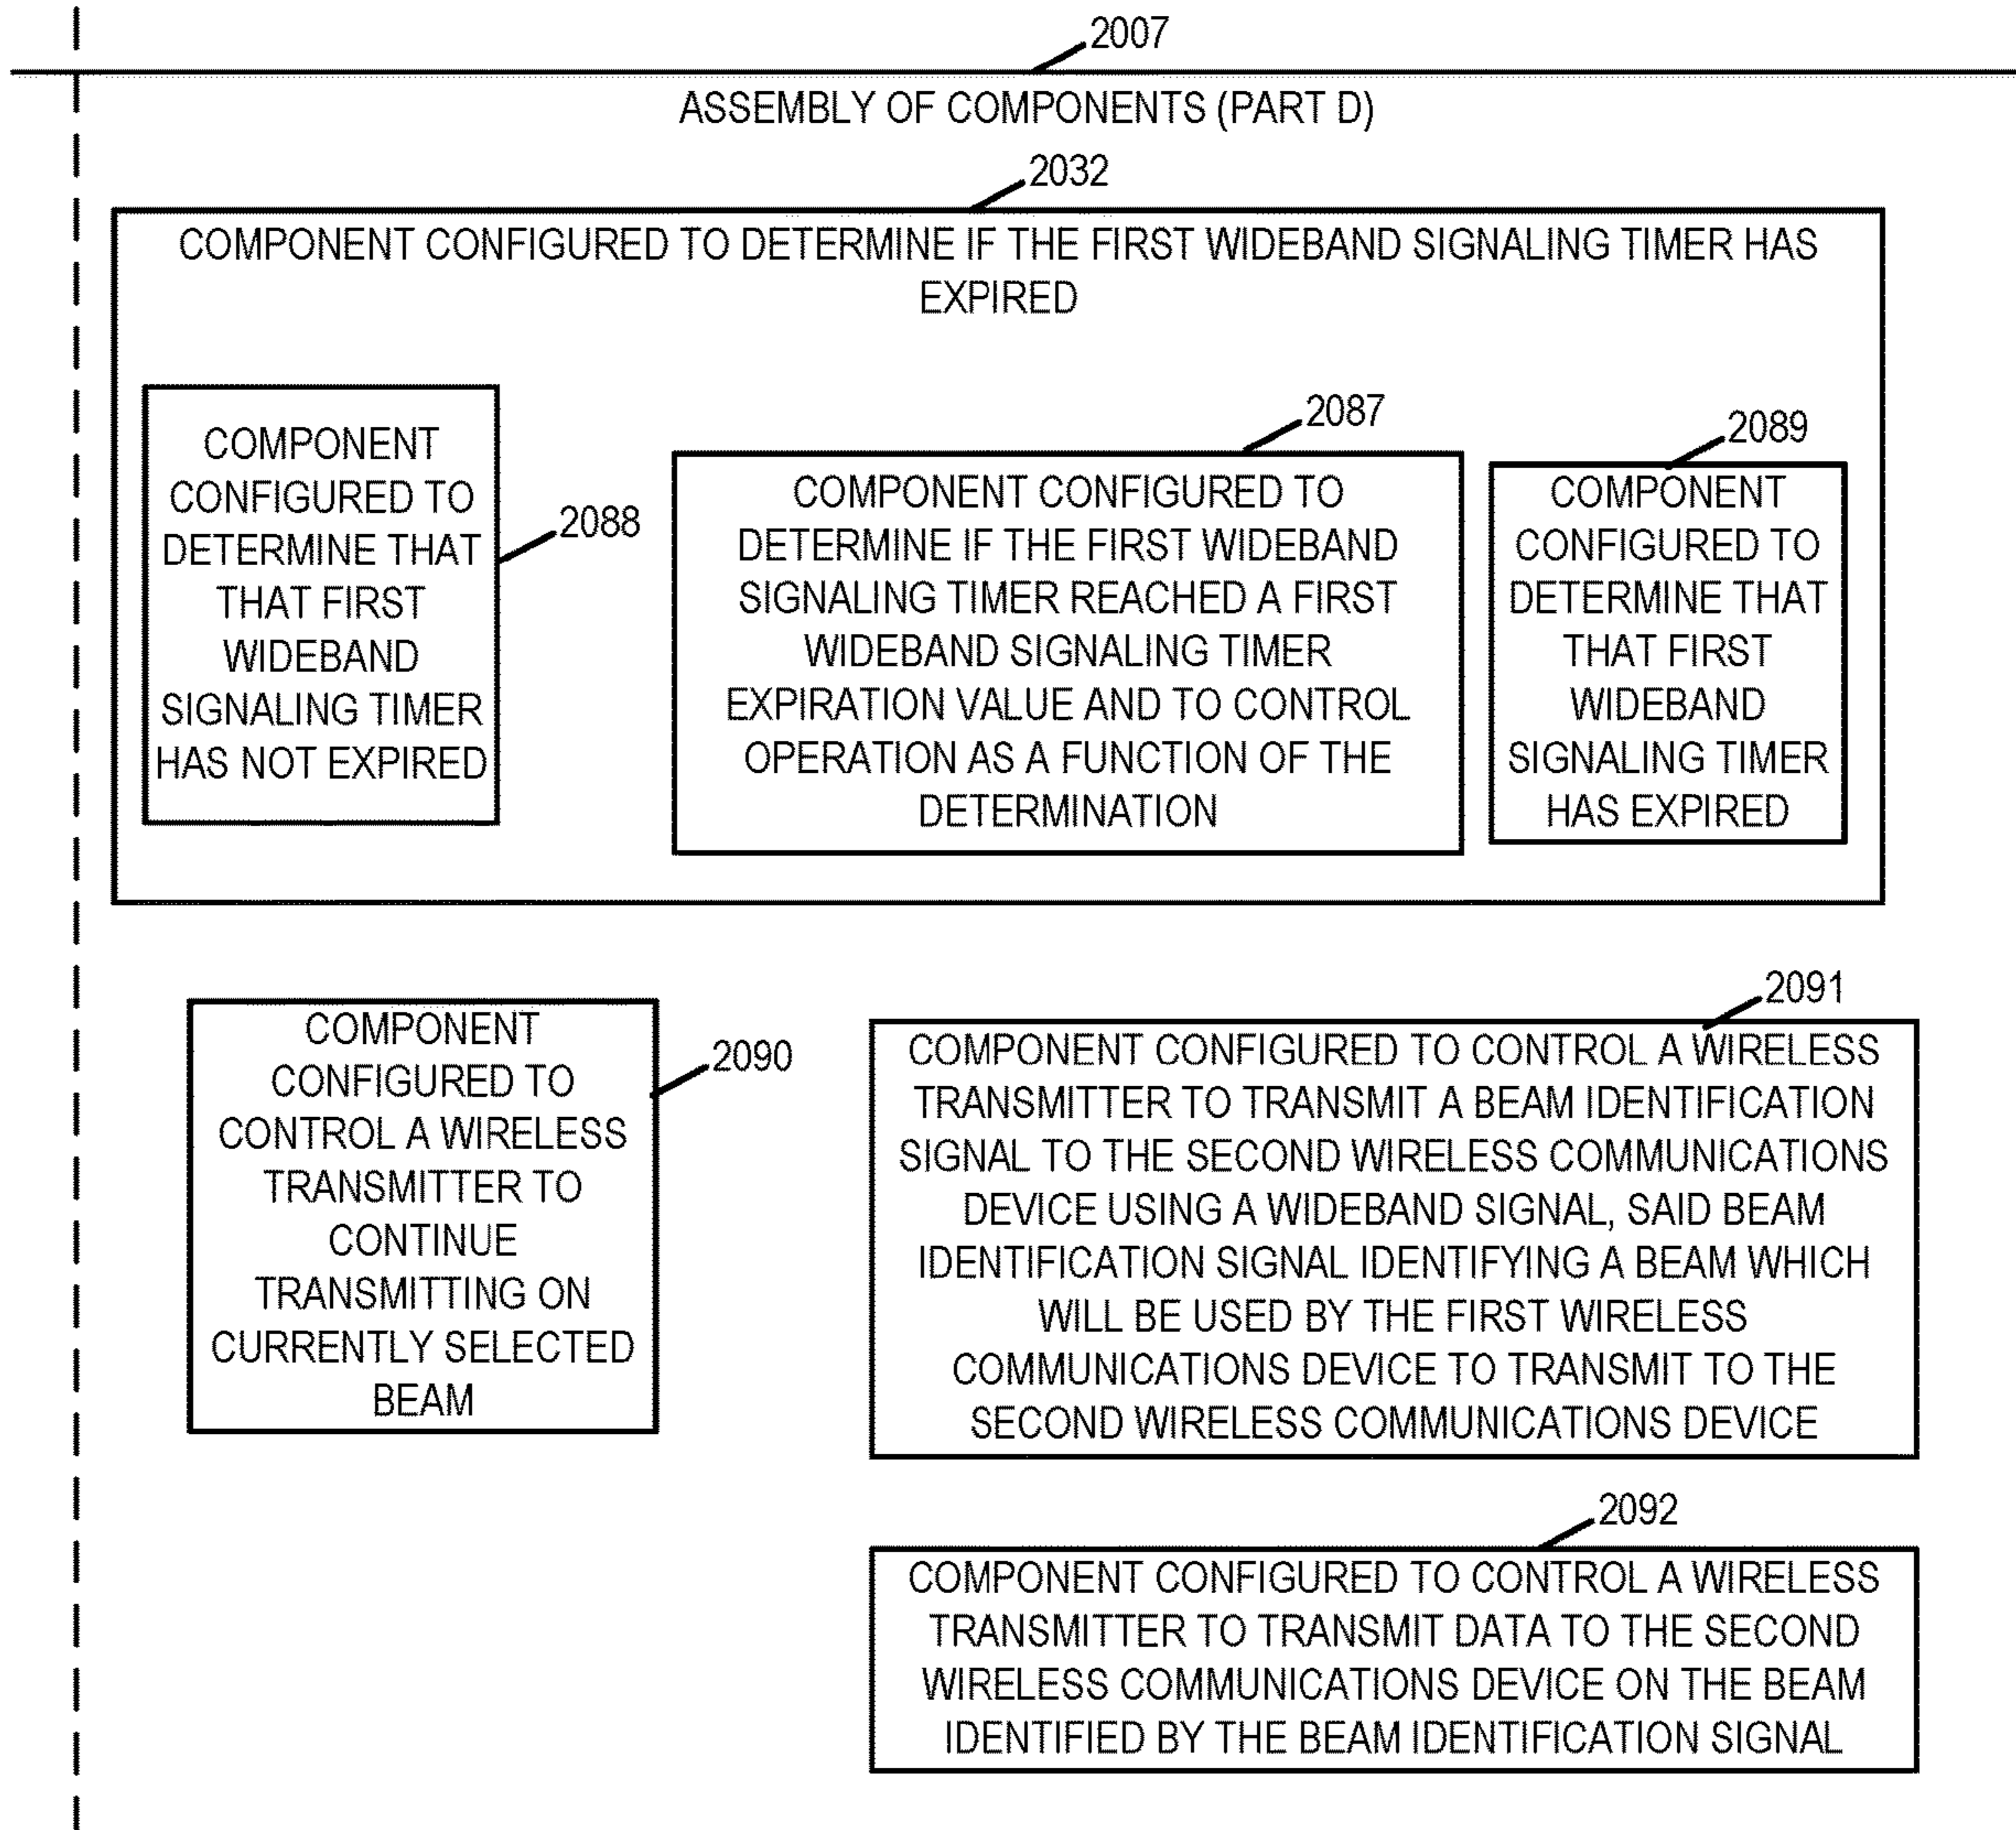 2007
ASSEMBLY OF COMPONENTS (PART D)
2032
COMPONENT CONFIGURED TO DETERMINE IF THE FIRST WIDEBAND SIGNALING TIMER HAS
EXPIRED
COMPONENT
CONFIGURED TO
DETERMINE THAT
THAT FIRST
WIDEBAND
SIGNALING TIMER
HAS NOT EXPIRED
2088
2087
COMPONENT CONFIGURED TO
DETERMINE IF THE FIRST WIDEBAND
SIGNALING TIMER REACHED A FIRST
WIDEBAND SIGNALING TIMER
EXPIRATION VALUE AND TO CONTROL
OPERATION AS A FUNCTION OF THE
DETERMINATION
2089
COMPONENT
CONFIGURED TO
DETERMINE THAT
THAT FIRST
WIDEBAND
SIGNALING TIMER
HAS EXPIRED
COMPONENT
CONFIGURED TO
CONTROL A WIRELESS
TRANSMITTER TO
CONTINUE
TRANSMITTING ON
CURRENTLY SELECTED
BEAM
2090
2091
COMPONENT CONFIGURED TO CONTROL A WIRELESS
TRANSMITTER TO TRANSMIT A BEAM IDENTIFICATION
SIGNAL TO THE SECOND WIRELESS COMMUNICATIONS
DEVICE USING A WIDEBAND SIGNAL, SAID BEAM
IDENTIFICATION SIGNAL IDENTIFYING A BEAM WHICH
WILL BE USED BY THE FIRST WIRELESS
COMMUNICATIONS DEVICE TO TRANSMIT TO THE
SECOND WIRELESS COMMUNICATIONS DEVICE
2092
COMPONENT CONFIGURED TO CONTROL A WIRELESS
TRANSMITTER TO TRANSMIT DATA TO THE SECOND
WIRELESS COMMUNICATIONS DEVICE ON THE BEAM
IDENTIFIED BY THE BEAM IDENTIFICATION SIGNAL